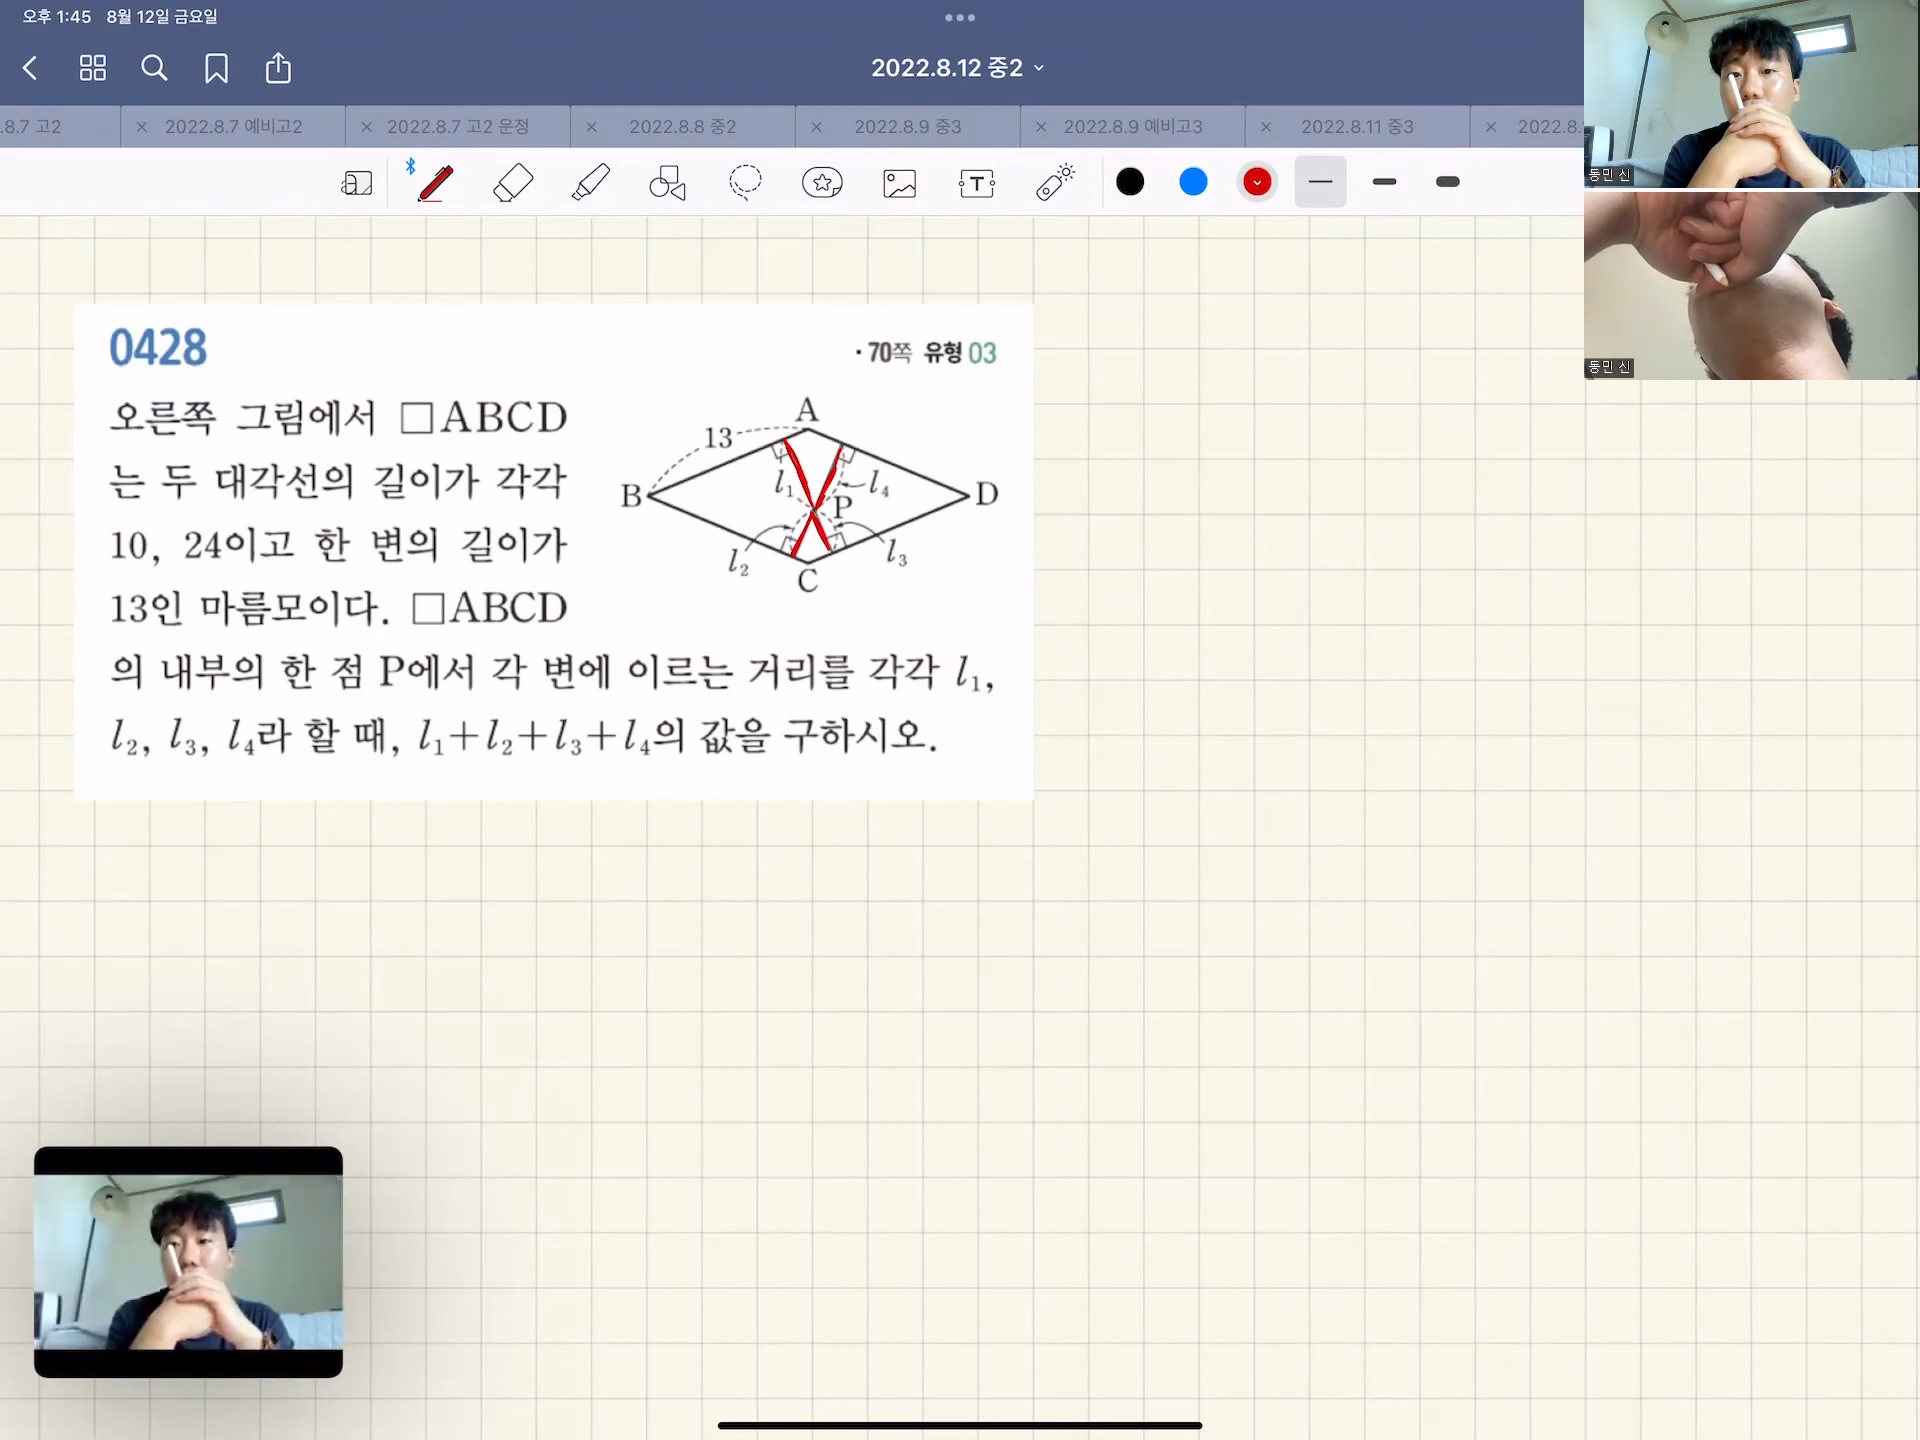 오후 1:45 8월 12일 금요일
2022.8.12 중2
.8.7 고2
2022.8.7 예비고2
2022.8.7 고2 운정
2022.8.8 중2
2022.8.9 중3
2022.8.9 예비고3
2022.8.11 중3
2022.8.
동민 신
동민 신
0428
· 70쪽 유형 03
오른쪽 그림에서 □ABCD
는 두 대각선의 길이가 각각
10, 24이고 한 변의 길이가
13인 마름모이다. □ABCD
의 내부의 한 점 P에서 각 변에 이르는 거리를 각각 l₁,
l₂, l₃, l₄라 할 때, l₁+l₂+l₃+l₄의 값을 구하시오.
A
13
B
l₁
l₄
D
P
l₂
l₃
C